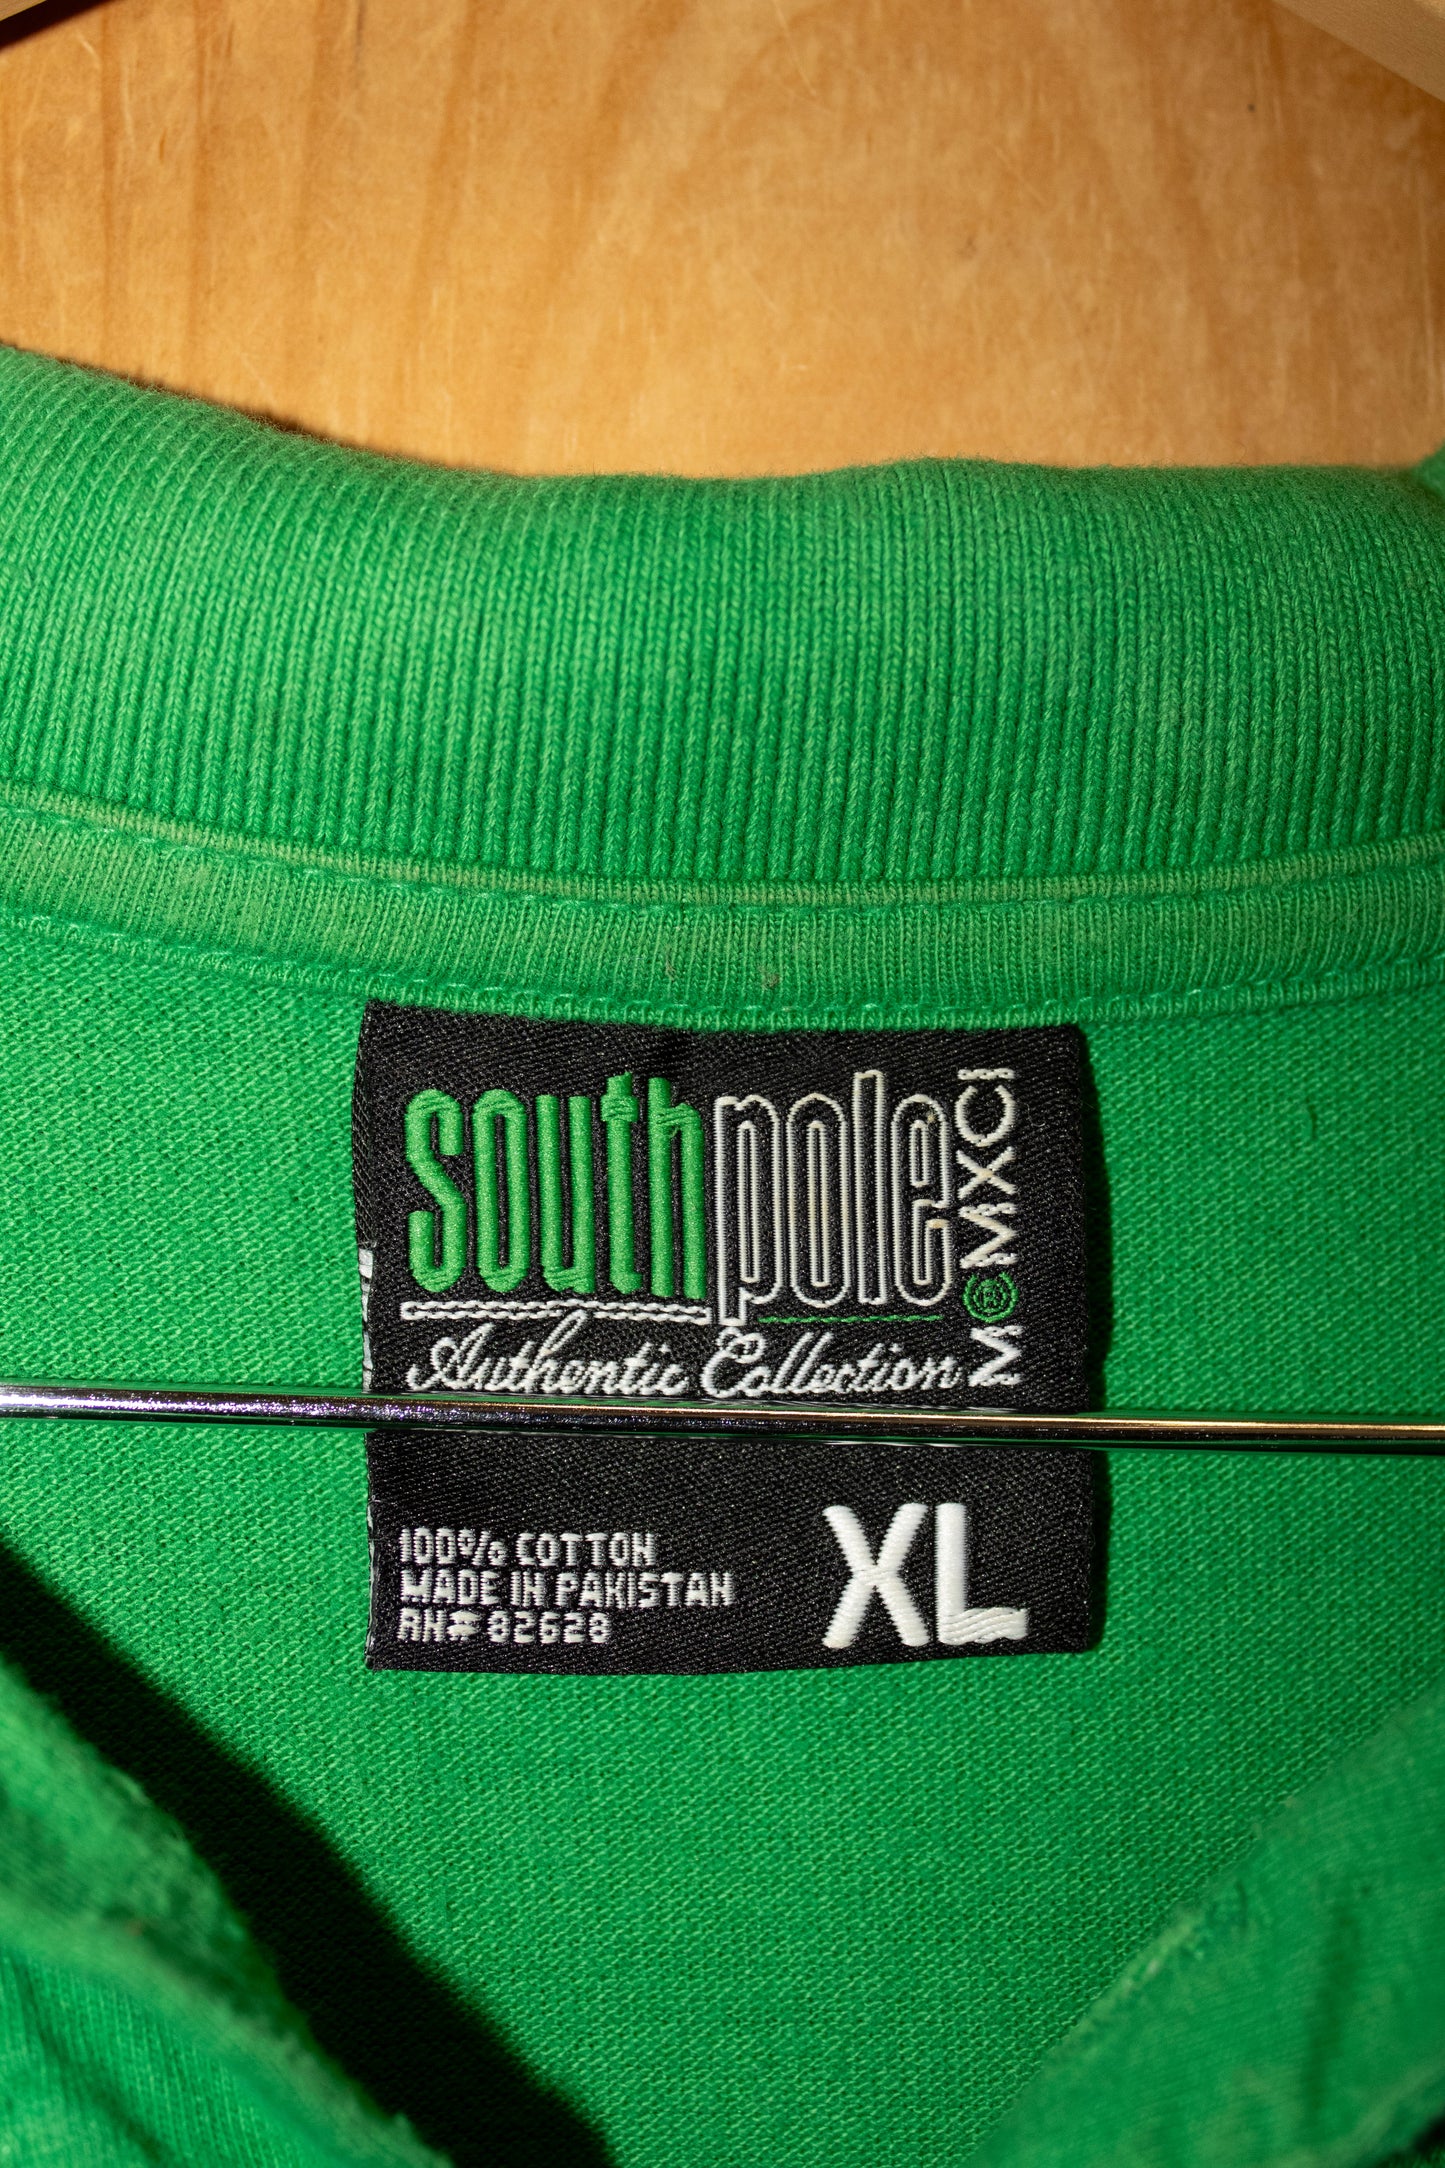 southpole
Authentic Collection
M®MXCI
100% COTTON
MADE IN PAKISTAN
RN# 82628
XL